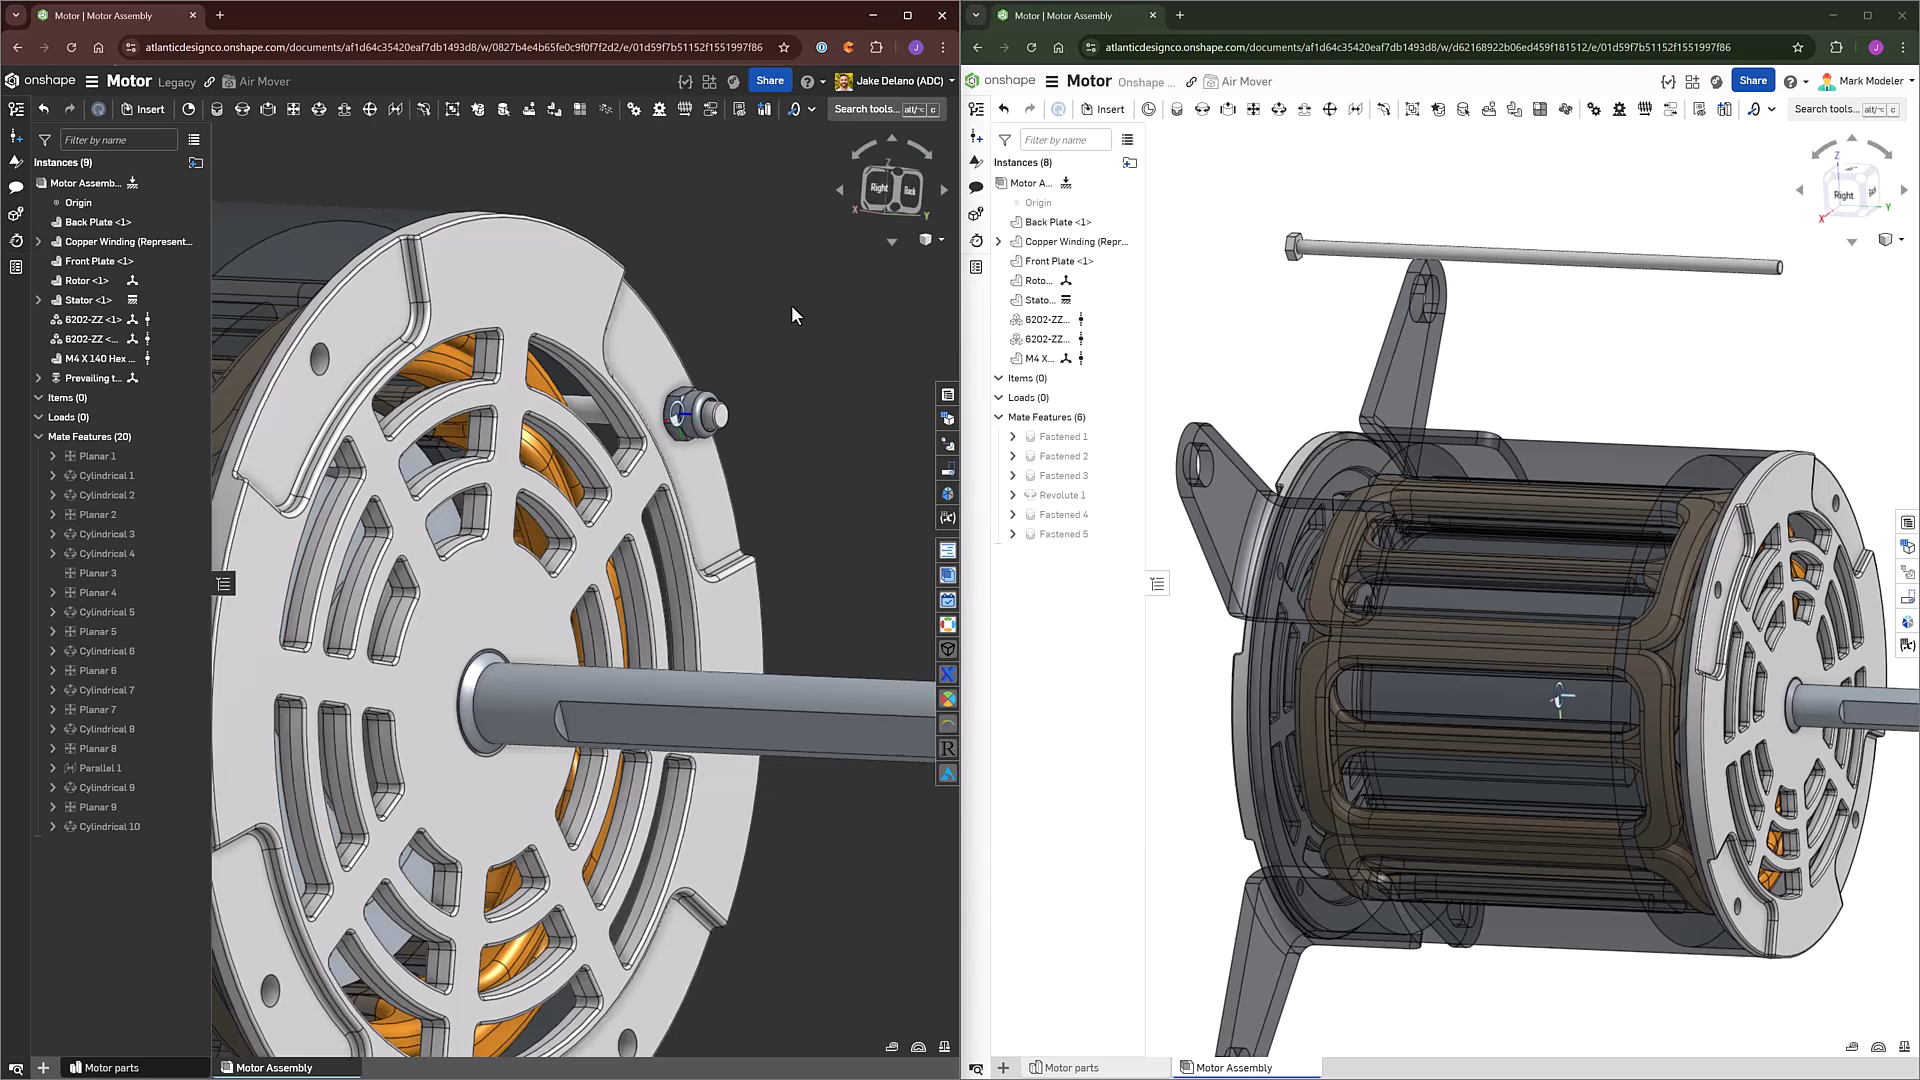 Motor | Motor Assembly
atlanticdesignco.onshape.com/documents/af1d64c35420eaf7db1493d8/w/0827b4e4b65fe0c9f0f7f2d2/e/01d59f7b51152f1551997f86
J
onshape
Motor
Legacy
Air Mover
Share
Jake Delano (ADC)
Insert
Search tools...
alt/⌥ c
Filter by name
Instances (9)
Motor Assemb...
Origin
Back Plate <1>
Copper Winding (Represent...
Front Plate <1>
Rotor <1>
Stator <1>
6202-ZZ <1>
6202-ZZ <...
M4 X 140 Hex ...
Prevailing t...
Items (0)
Loads (0)
Mate Features (20)
Planar 1
Cylindrical 1
Cylindrical 2
Planar 2
Cylindrical 3
Cylindrical 4
Planar 3
Planar 4
Cylindrical 5
Planar 5
Cylindrical 6
Planar 6
Cylindrical 7
Planar 7
Cylindrical 8
Planar 8
Parallel 1
Cylindrical 9
Planar 9
Cylindrical 10
Z
Right
Back
X
Y
R
Motor parts
Motor Assembly
Motor | Motor Assembly
atlanticdesignco.onshape.com/documents/af1d64c35420eaf7db1493d8/w/d62168922b06ed459f181512/e/01d59f7b51152f1551997f86
J
onshape
Motor
Onshape ...
Air Mover
Share
Mark Modeler
Insert
Search tools...
alt/⌥ c
Filter by name
Instances (8)
Motor A...
Origin
Back Plate <1>
Copper Winding (Repr...
Front Plate <1>
Roto...
Stato...
6202-ZZ...
6202-ZZ...
M4 X...
Items (0)
Loads (0)
Mate Features (6)
Fastened 1
Fastened 2
Fastened 3
Revolute 1
Fastened 4
Fastened 5
Z
Right
X
Y
Motor parts
Motor Assembly